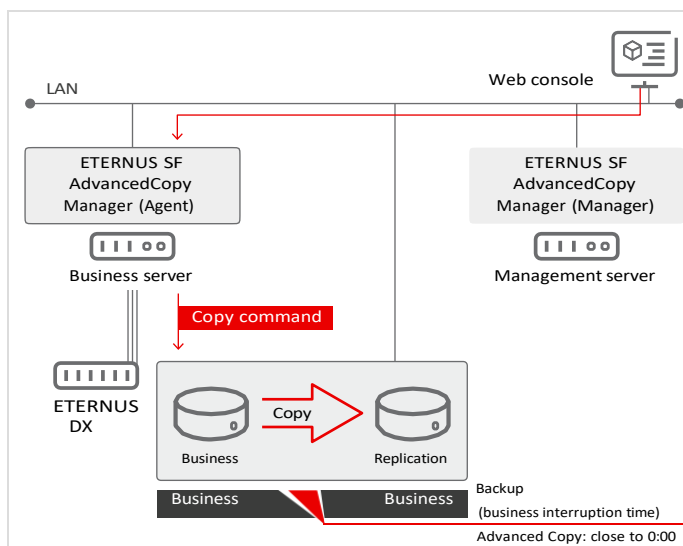 Web console
LAN
ETERNUS SF
AdvancedCopy
Manager (Agent)
ETERNUS SF
AdvancedCopy
Manager (Manager)
Business server
Management server
Copy command
ETERNUS
DX
Copy
Business
Replication
Business
Business
Backup
(business interruption time)
Advanced Copy: close to 0:00